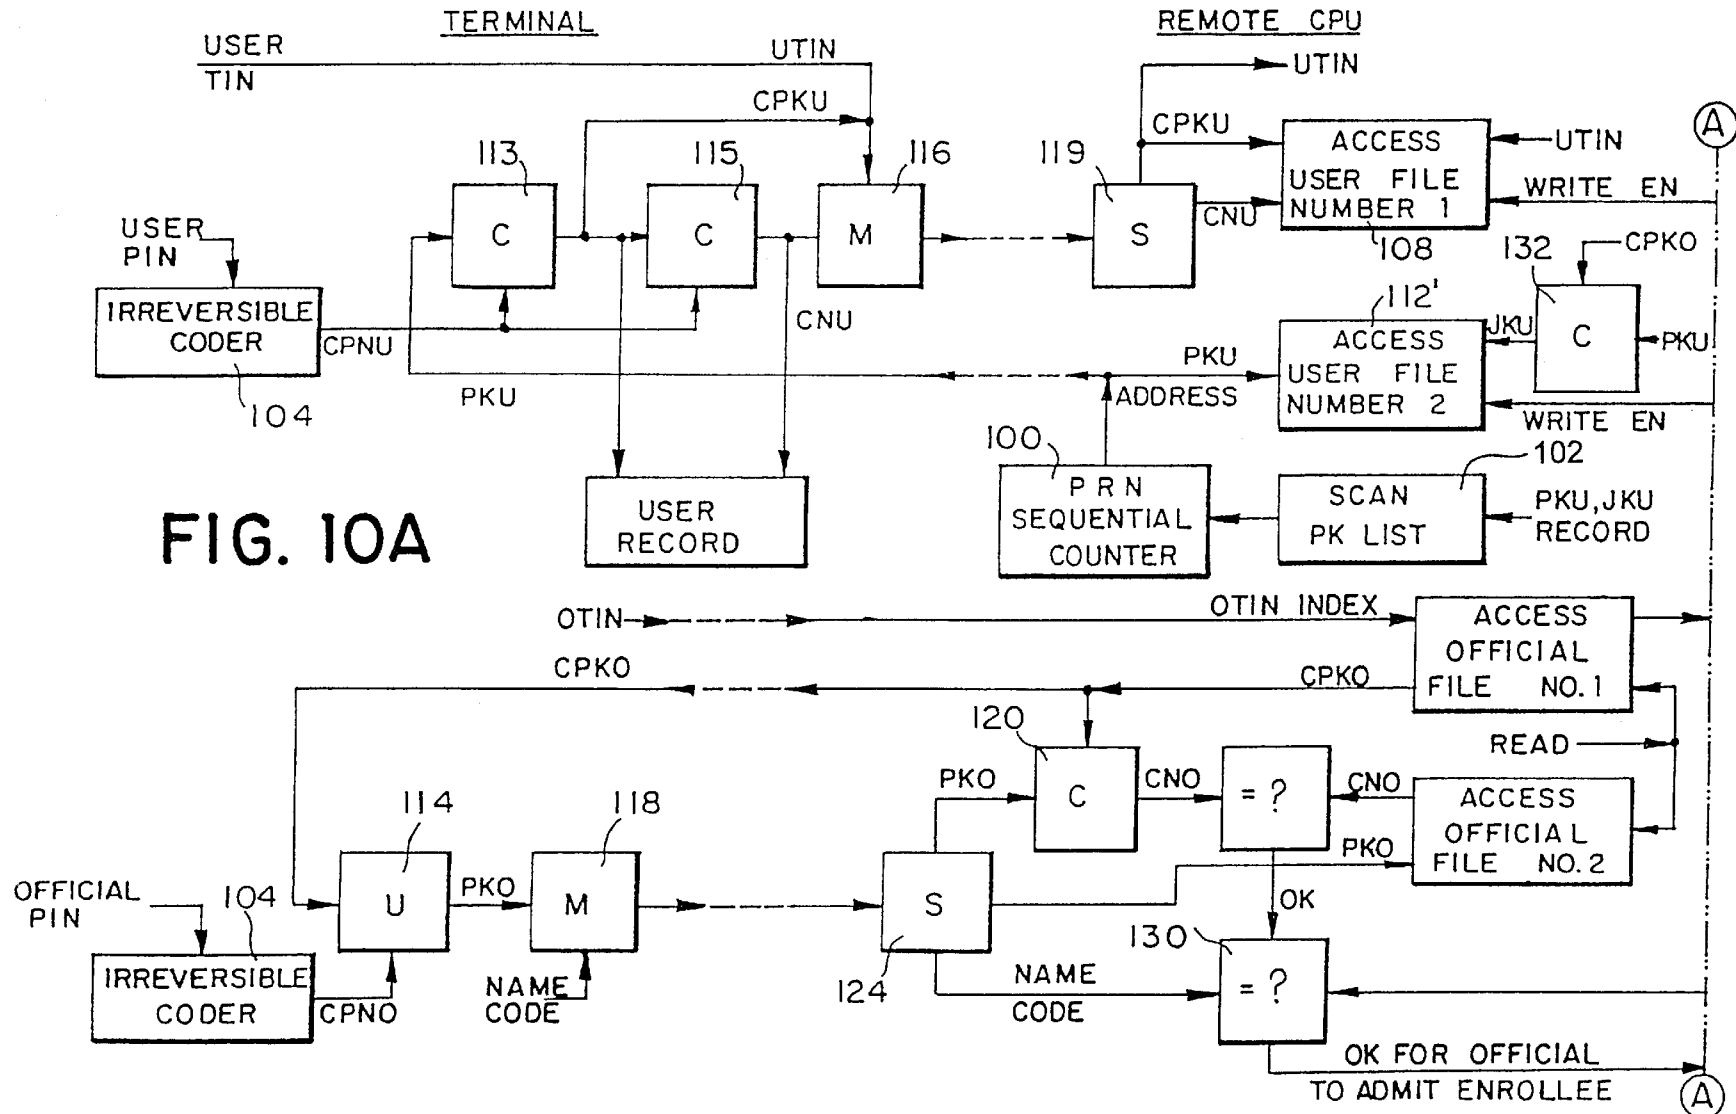 TERMINAL
REMOTE CPU
USER
TIN
UTIN
UTIN
CPKU
CPKU
113
115
116
119
ACCESS
USER FILE
NUMBER 1
UTIN
WRITE EN
A
C
C
M
S
CNU
108
USER
PIN
IRREVERSIBLE
CODER
CPNU
104
CNU
132
CPKO
112'
JKU
C
PKU
ACCESS
USER FILE
NUMBER 2
PKU
PKU
ADDRESS
WRITE EN
100
102
PRN
SEQUENTIAL
COUNTER
SCAN
PK LIST
PKU, JKU
RECORD
USER
RECORD
FIG. 10A
OTIN
OTIN INDEX
ACCESS
OFFICIAL
FILE NO.1
CPKO
CPKO
READ
120
PKO
C
CNO
= ?
CNO
ACCESS
OFFICIAL
FILE NO.2
PKO
114
118
OFFICIAL
PIN
104
U
PKO
M
S
OK
130
IRREVERSIBLE
CODER
CPNO
NAME
CODE
124
NAME
CODE
= ?
OK FOR OFFICIAL
TO ADMIT ENROLLEE
A